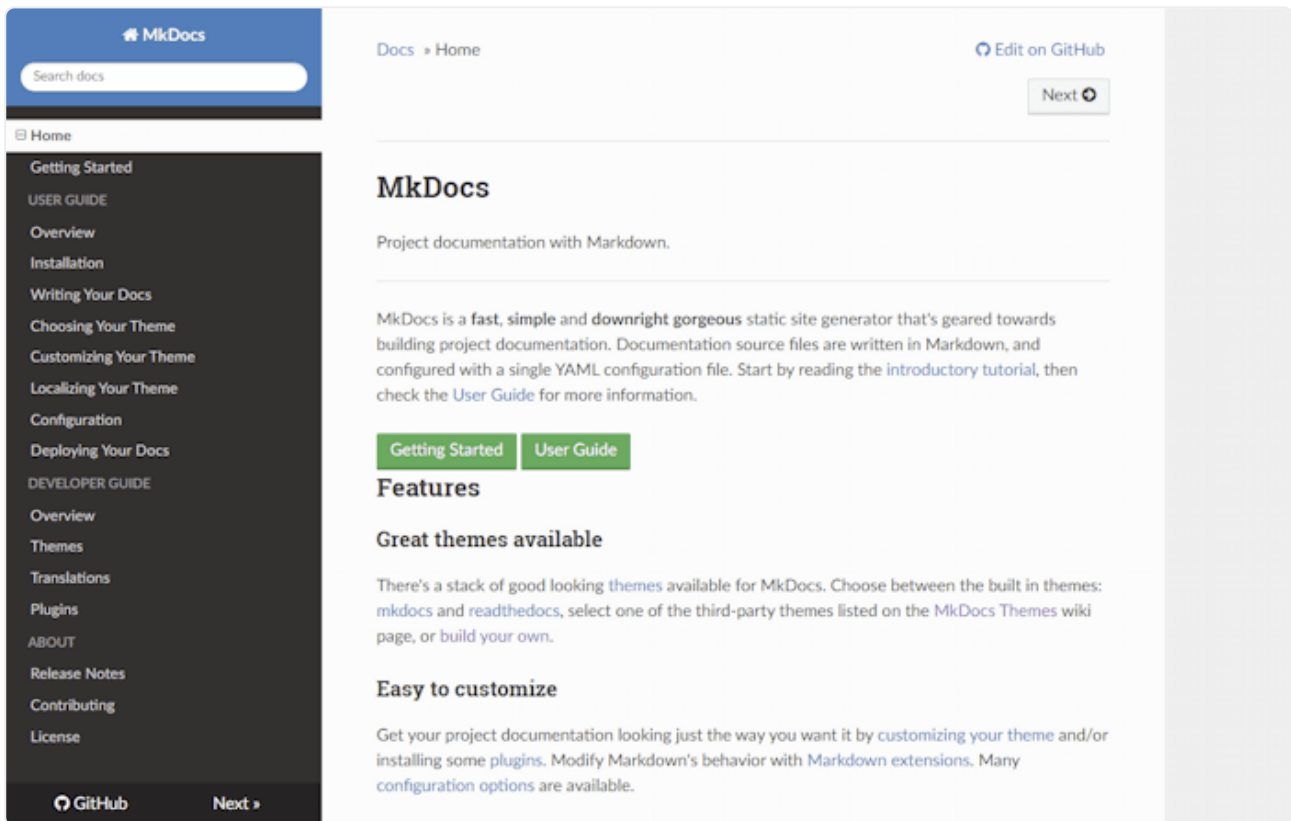 MkDocs
Search docs
Home
Getting Started
USER GUIDE
Overview
Installation
Writing Your Docs
Choosing Your Theme
Customizing Your Theme
Localizing Your Theme
Configuration
Deploying Your Docs
DEVELOPER GUIDE
Overview
Themes
Translations
Plugins
ABOUT
Release Notes
Contributing
License
GitHub Next »
Docs » Home
Edit on GitHub
Next
MkDocs
Project documentation with Markdown.
MkDocs is a fast, simple and downright gorgeous static site generator that's geared towards
building project documentation. Documentation source files are written in Markdown, and
configured with a single YAML configuration file. Start by reading the introductory tutorial, then
check the User Guide for more information.
Getting Started User Guide
Features
Great themes available
There's a stack of good looking themes available for MkDocs. Choose between the built in themes:
mkdocs and readthedocs, select one of the third-party themes listed on the MkDocs Themes wiki
page, or build your own.
Easy to customize
Get your project documentation looking just the way you want it by customizing your theme and/or
installing some plugins. Modify Markdown's behavior with Markdown extensions. Many
configuration options are available.